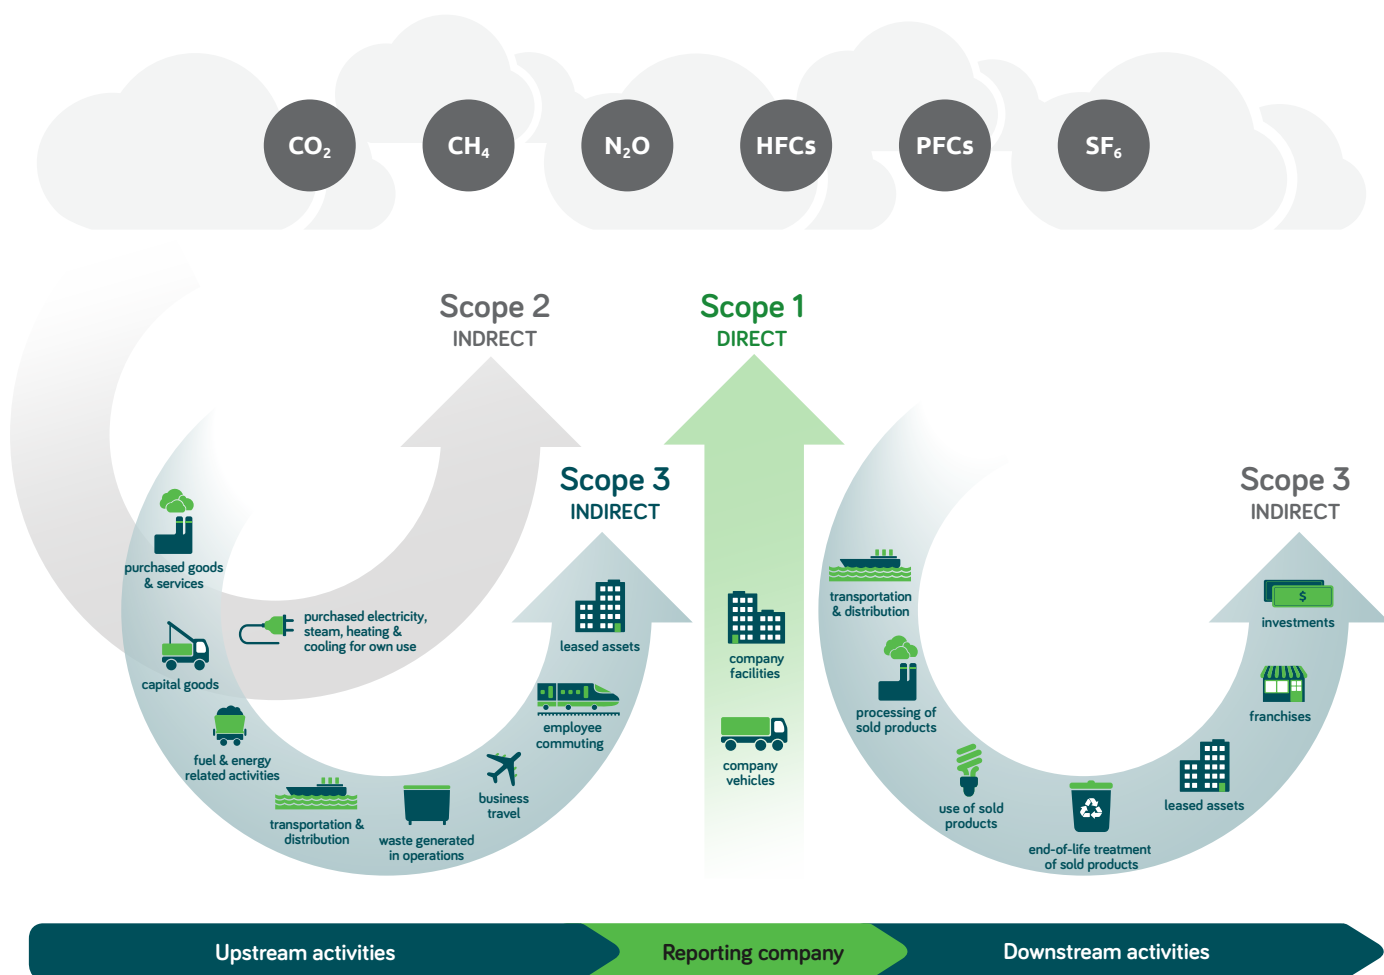 CO₂
CH₄
N₂O
HFCs
PFCs
SF₆
Scope 2
INDRECT
Scope 1
DIRECT
Scope 3
INDIRECT
Scope 3
INDIRECT
purchased goods
& services
capital goods
fuel & energy
related activities
transportation &
distribution
waste generated
in operations
business
travel
employee
commuting
leased assets
purchased electricity,
steam, heating &
cooling for own use
company
facilities
company
vehicles
transportation
& distribution
processing of
sold products
use of sold
products
end-of-life treatment
of sold products
leased assets
franchises
$
investments
Upstream activities
Reporting company
Downstream activities